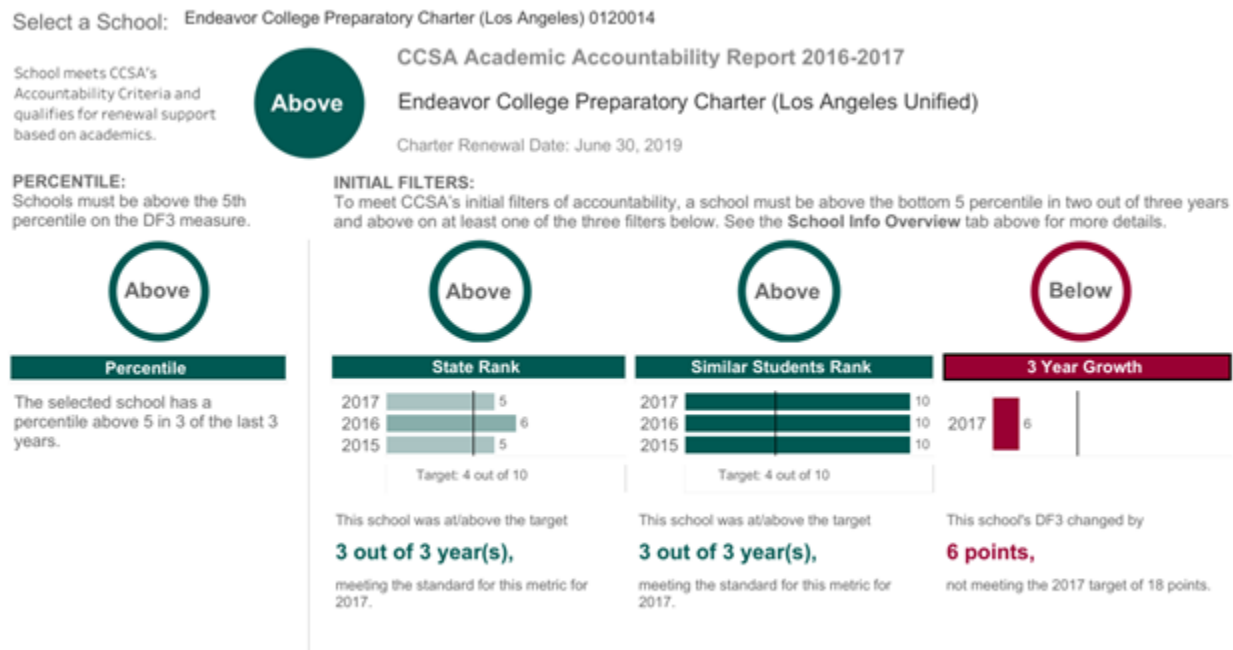 Select a School: Endeavor College Preparatory Charter (Los Angeles) 0120014
School meets CCSA's
Accountability Criteria and
qualifies for renewal support
based on academics.
Above
CCSA Academic Accountability Report 2016-2017
Endeavor College Preparatory Charter (Los Angeles Unified)
Charter Renewal Date: June 30, 2019
PERCENTILE:
Schools must be above the 5th
percentile on the DF3 measure.
INITIAL FILTERS:
To meet CCSA's initial filters of accountability, a school must be above the bottom 5 percentile in two out of three years
and above on at least one of the three filters below. See the School Info Overview tab above for more details.
Above
Percentile
The selected school has a
percentile above 5 in 3 of the last 3
years.
Above
State Rank
2017 5
2016 6
2015 5
Target: 4 out of 10
This school was at/above the target
3 out of 3 year(s),
meeting the standard for this metric for
2017.
Above
Similar Students Rank
2017 10
2016 10
2015 10
Target: 4 out of 10
This school was at/above the target
3 out of 3 year(s),
meeting the standard for this metric for
2017.
Below
3 Year Growth
2017 6
This school's DF3 changed by
6 points,
not meeting the 2017 target of 18 points.